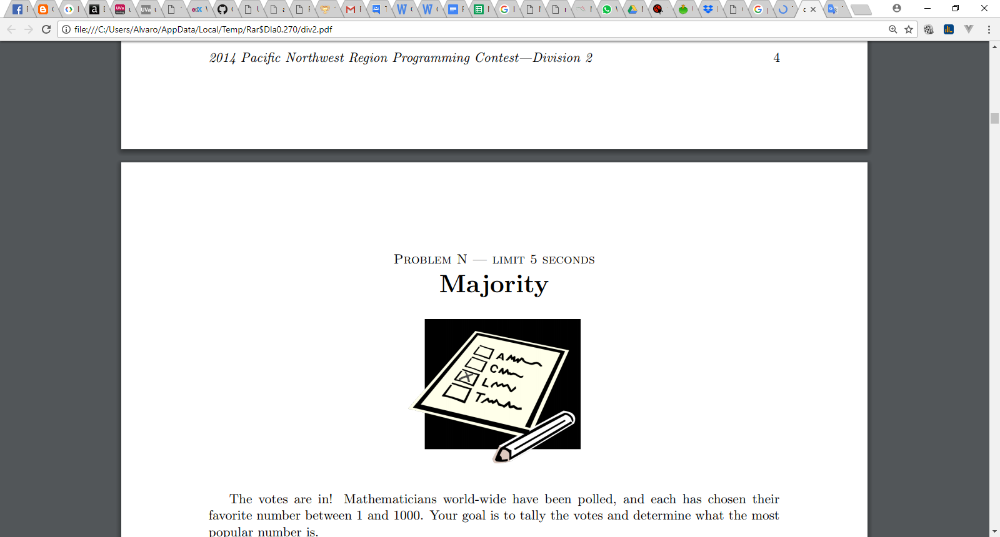 file:///C:/Users/Alvaro/AppData/Local/Temp/Rar$DIa0.270/div2.pdf
2014 Pacific Northwest Region Programming Contest—Division 2 4
Problem N — limit 5 seconds
Majority
A
C
L
T
The votes are in! Mathematicians world-wide have been polled, and each has chosen their
favorite number between 1 and 1000. Your goal is to tally the votes and determine what the most
popular number is.